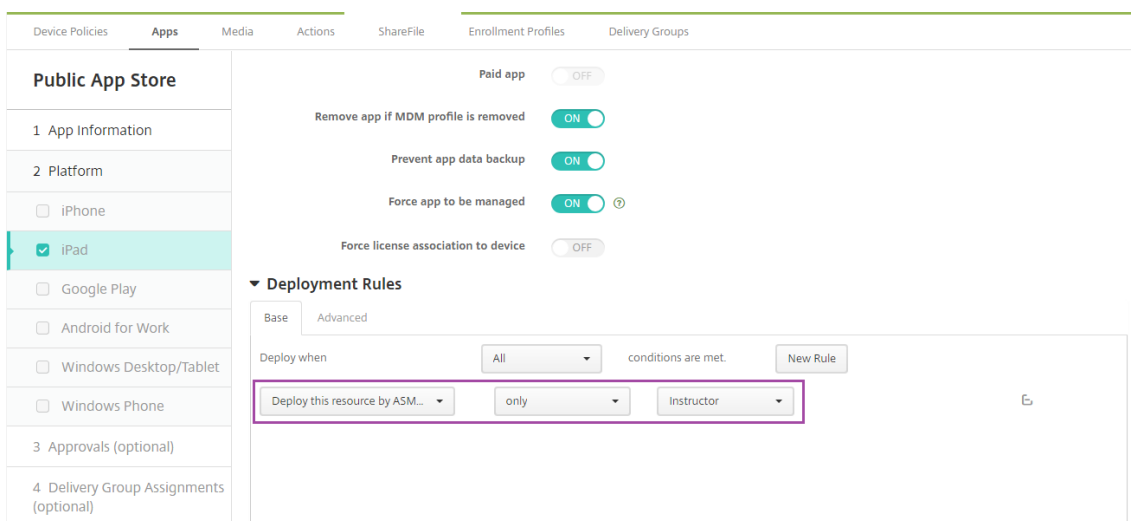 Device Policies Apps Media Actions ShareFile Enrollment Profiles Delivery Groups
Public App Store
1 App Information
2 Platform
iPhone
iPad
Google Play
Android for Work
Windows Desktop/Tablet
Windows Phone
3 Approvals (optional)
4 Delivery Group Assignments
(optional)
Paid app OFF
Remove app if MDM profile is removed ON
Prevent app data backup ON
Force app to be managed ON ?
Force license association to device OFF
Deployment Rules
Base Advanced
Deploy when All conditions are met. New Rule
Deploy this resource by ASM... only Instructor